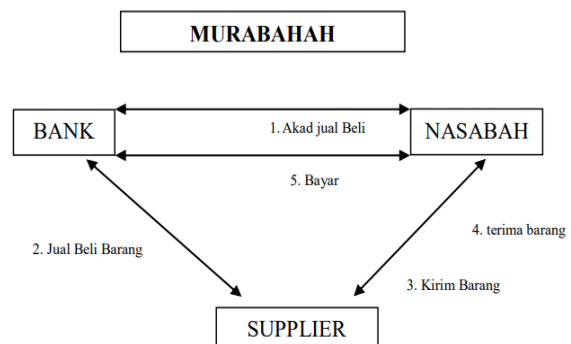 MURABAHAH
BANK
1. Akad jual Beli
NASABAH
5. Bayar
2. Jual Beli Barang
4. terima barang
3. Kirim Barang
SUPPLIER